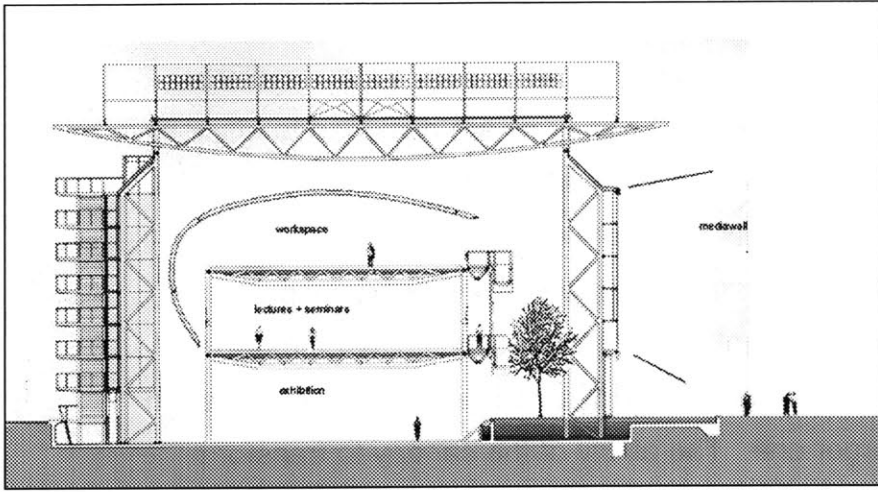 workspace
mediawall
lectures + seminars
exhibition